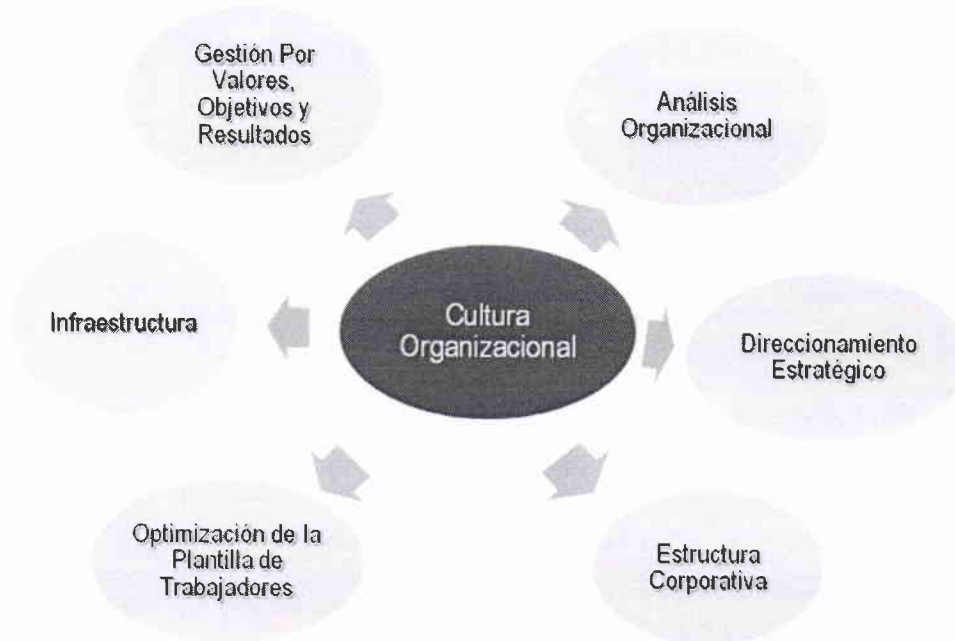 Gestión Por
Valores,
Objetivos y
Resultados
Análisis
Organizacional
Infraestructura
Cultura
Organizacional
Direccionamiento
Estratégico
Optimización de la
Plantilla de
Trabajadores
Estructura
Corporativa